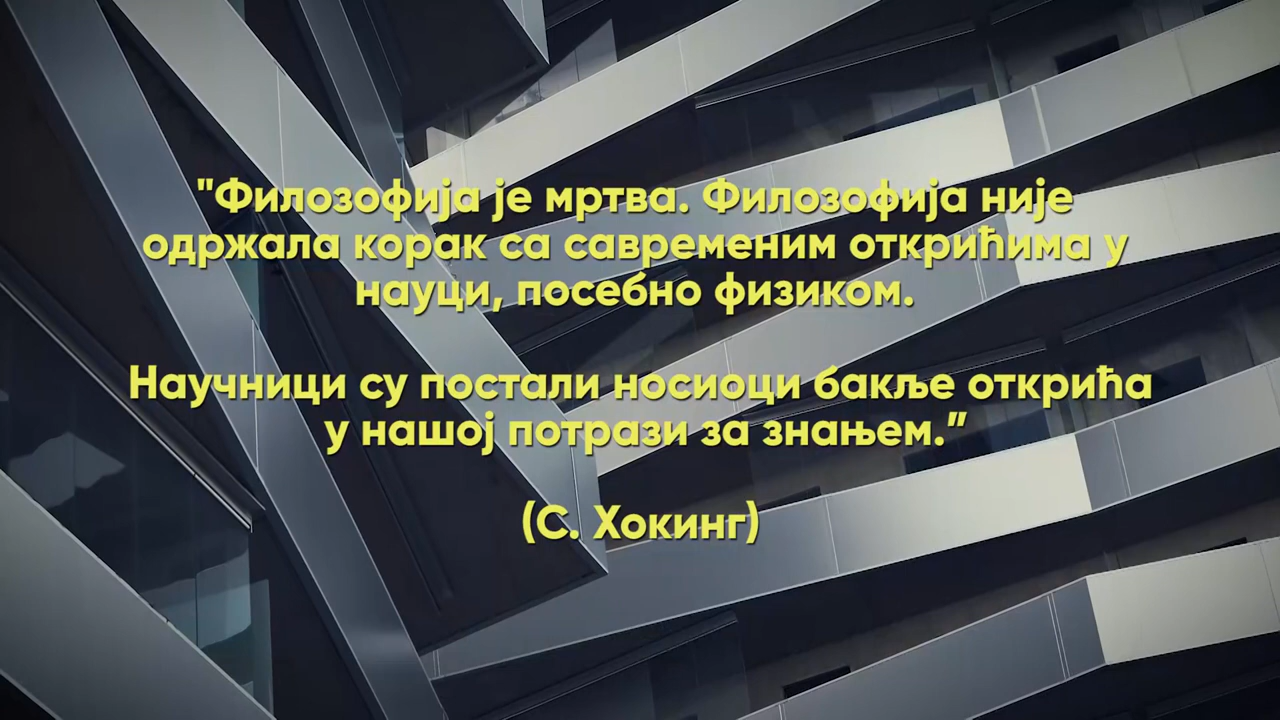 "Филозофија је мртва. Филозофија није
одржала корак са савременим открићима у
науци, посебно физиком.
Научници су постали носиоци бакље открића
у нашој потрази за знањем.”
(С. Хокинг)